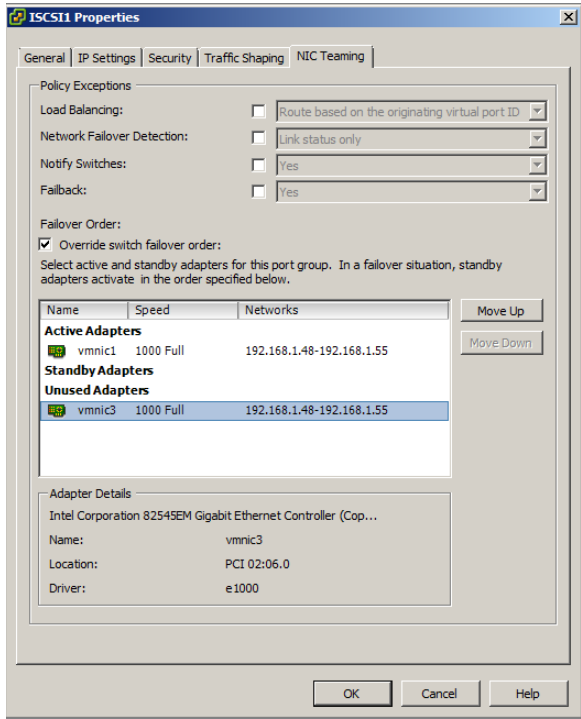 ISCSI1 Properties
General IP Settings Security Traffic Shaping NIC Teaming
Policy Exceptions
Load Balancing: Route based on the originating virtual port ID
Network Failover Detection: Link status only
Notify Switches: Yes
Failback: Yes
Failover Order:
Override switch failover order:
Select active and standby adapters for this port group. In a failover situation, standby
adapters activate in the order specified below.
Name Speed Networks Move Up
Active Adapters
vmnic1 1000 Full 192.168.1.48-192.168.1.55 Move Down
Standby Adapters
Unused Adapters
vmnic3 1000 Full 192.168.1.48-192.168.1.55
Adapter Details
Intel Corporation 82545EM Gigabit Ethernet Controller (Cop...
Name: vmnic3
Location: PCI 02:06.0
Driver: e1000
OK Cancel Help